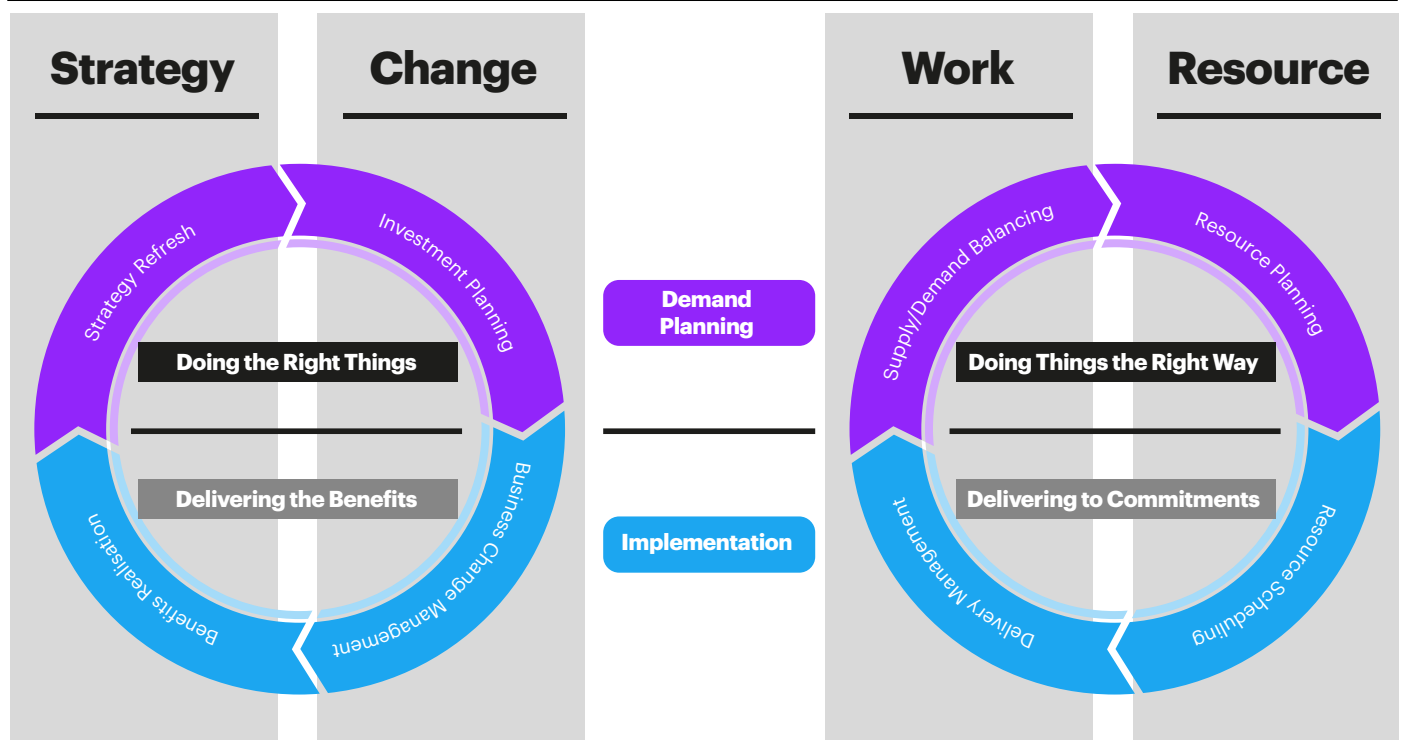 Strategy
Change
Work
Resource
Strategy Refresh
Investment Planning
Business Change Management
Benefits Realisation
Doing the Right Things
Delivering the Benefits
Demand
Planning
Implementation
Supply/Demand Balancing
Resource Planning
Resource Scheduling
Delivery Management
Doing Things the Right Way
Delivering to Commitments